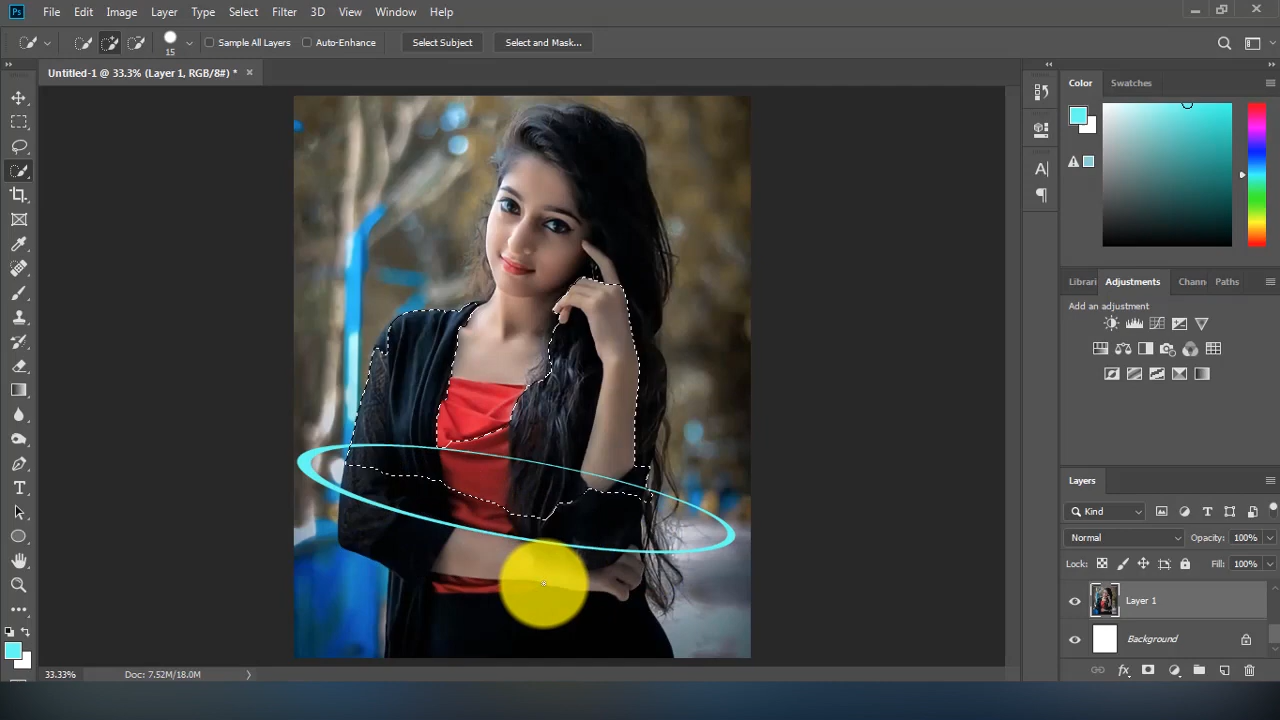 Ps File Edit Image Layer Type Select Filter 3D View Window Help
15 Sample All Layers Auto-Enhance Select Subject Select and Mask...
Untitled-1 @ 33.3% (Layer 1, RGB/8#) *
Color Swatches
Librari Adjustments Chann Paths
Add an adjustment
Layers
Kind
Normal Opacity: 100%
Lock: Fill: 100%
Layer 1
Background
fx
33.33% Doc: 7.52M/18.0M